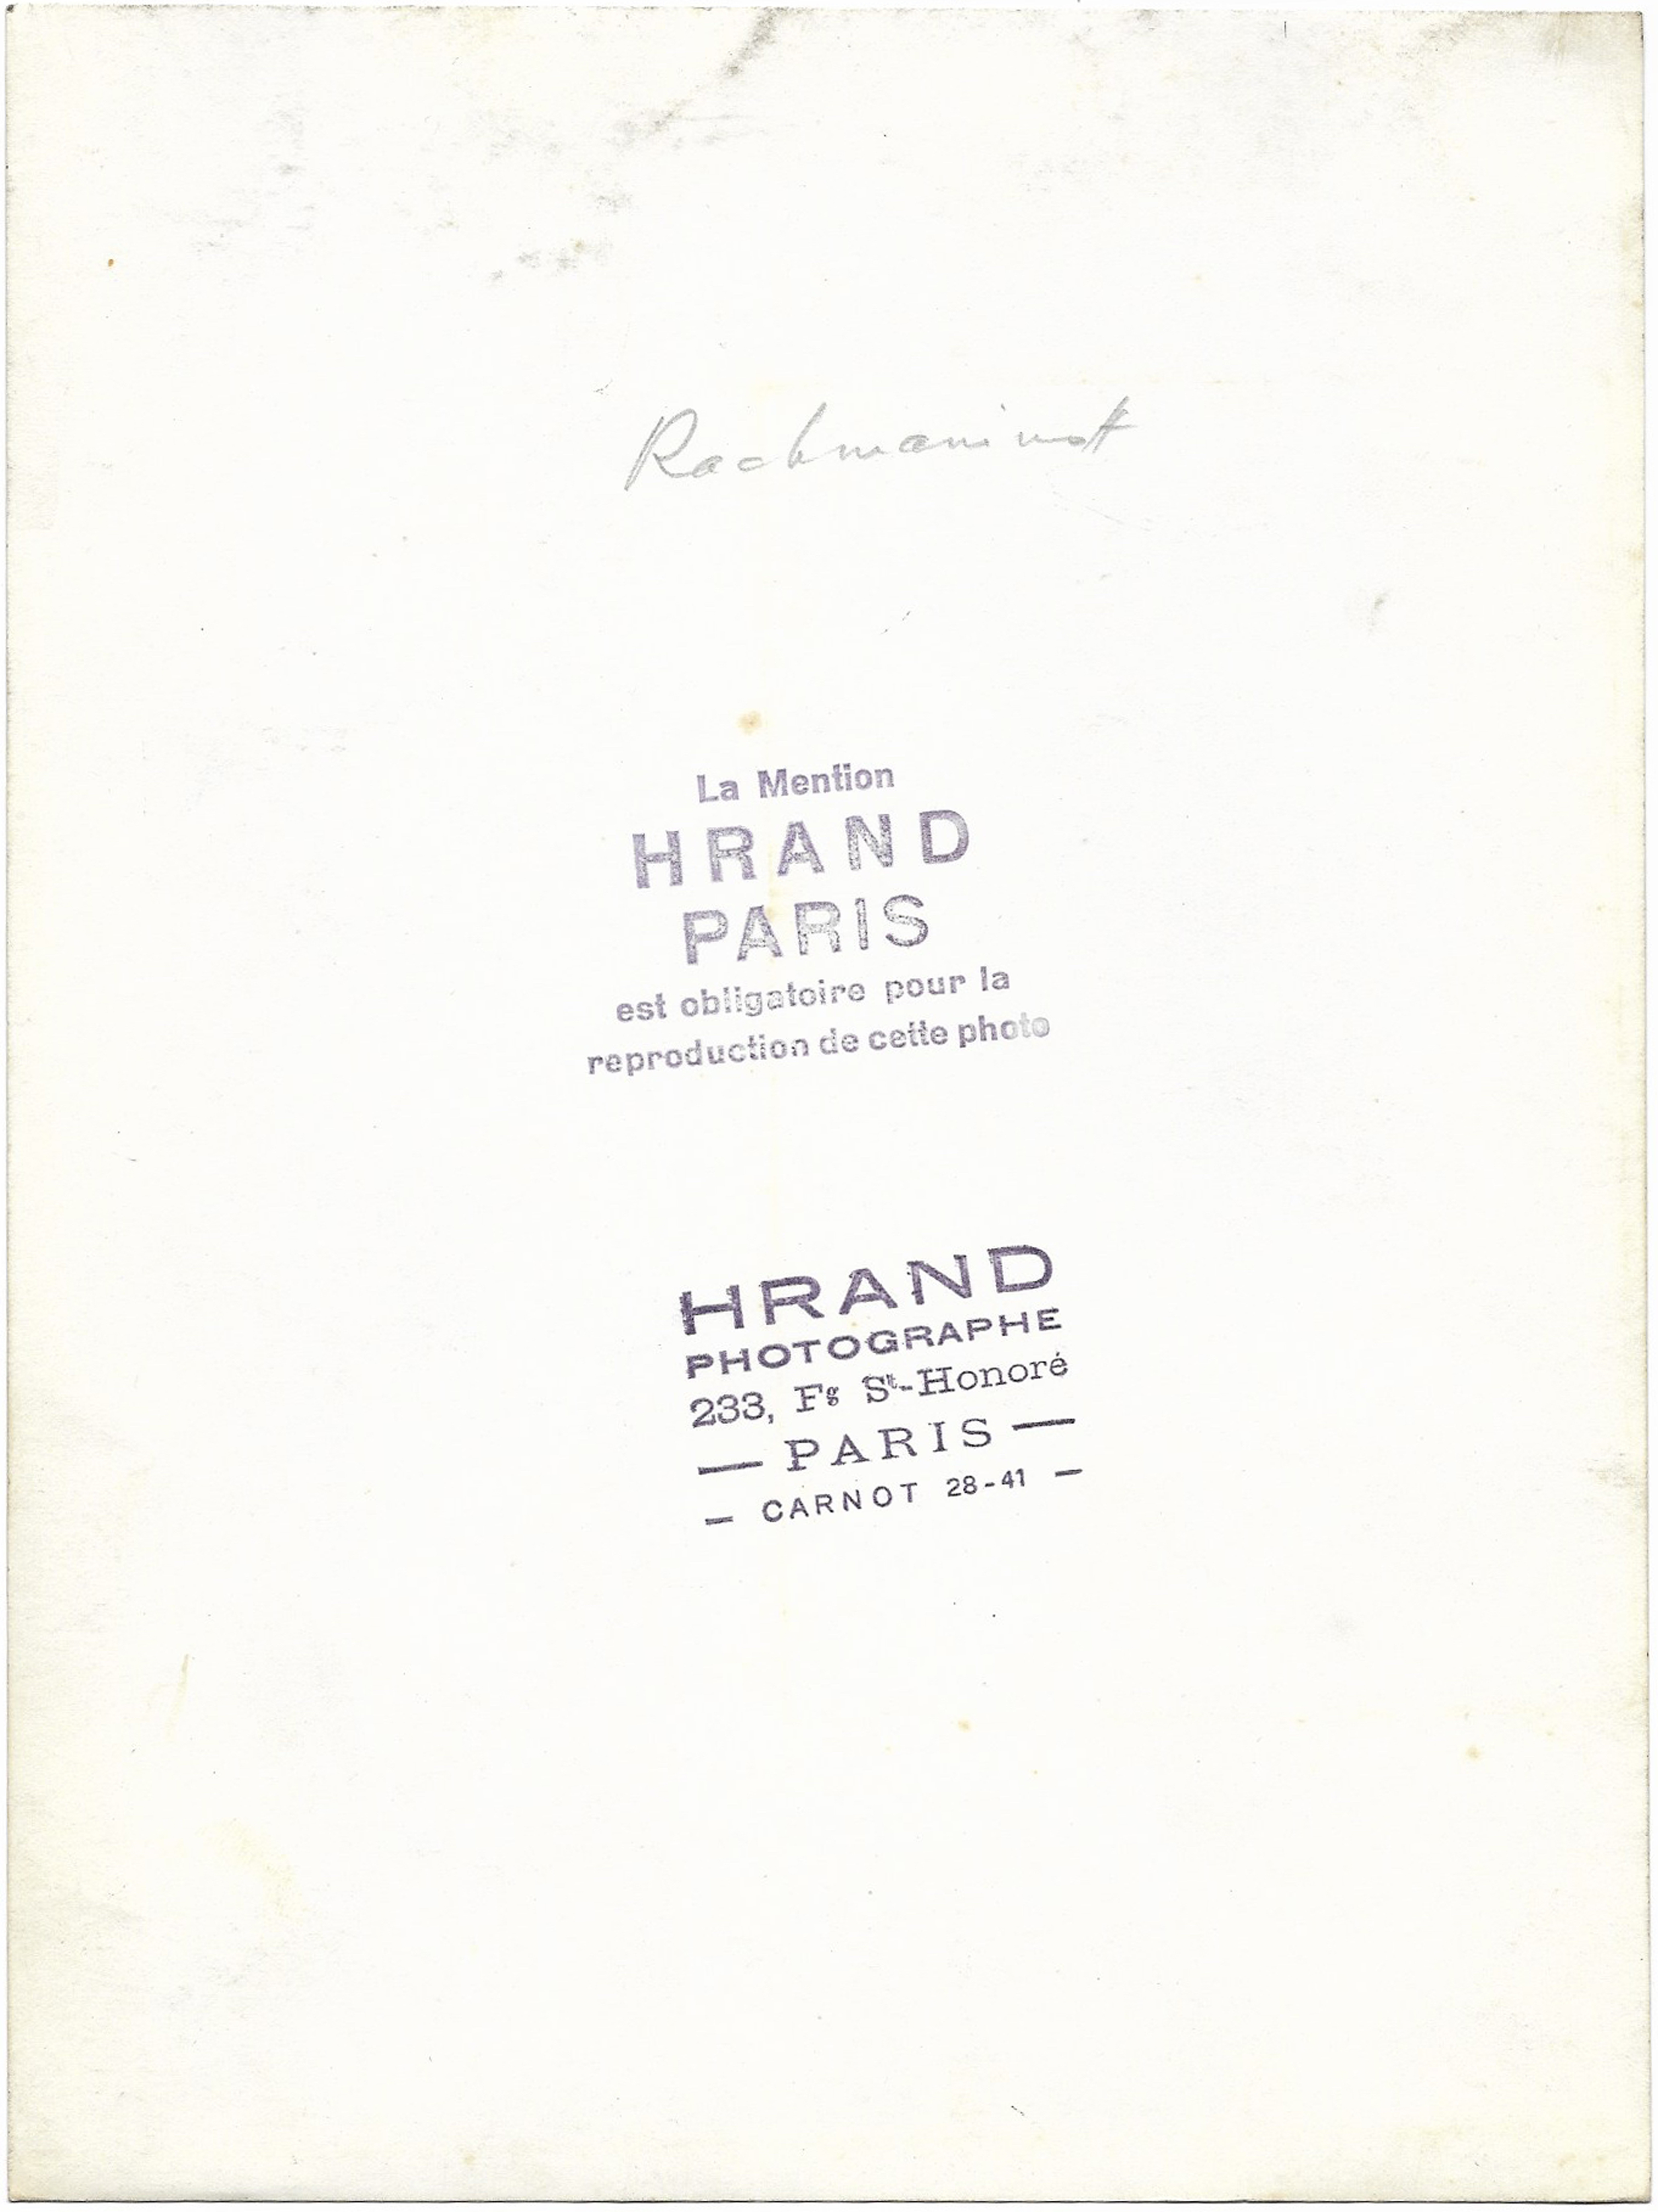 Rachmaninoff
La Mention
HRAND
PARIS
est obligatoire pour la
reproduction de cette photo
HRAND
PHOTOGRAPHE
233, Fg St-Honoré
— PARIS —
— CARNOT 28-41 —